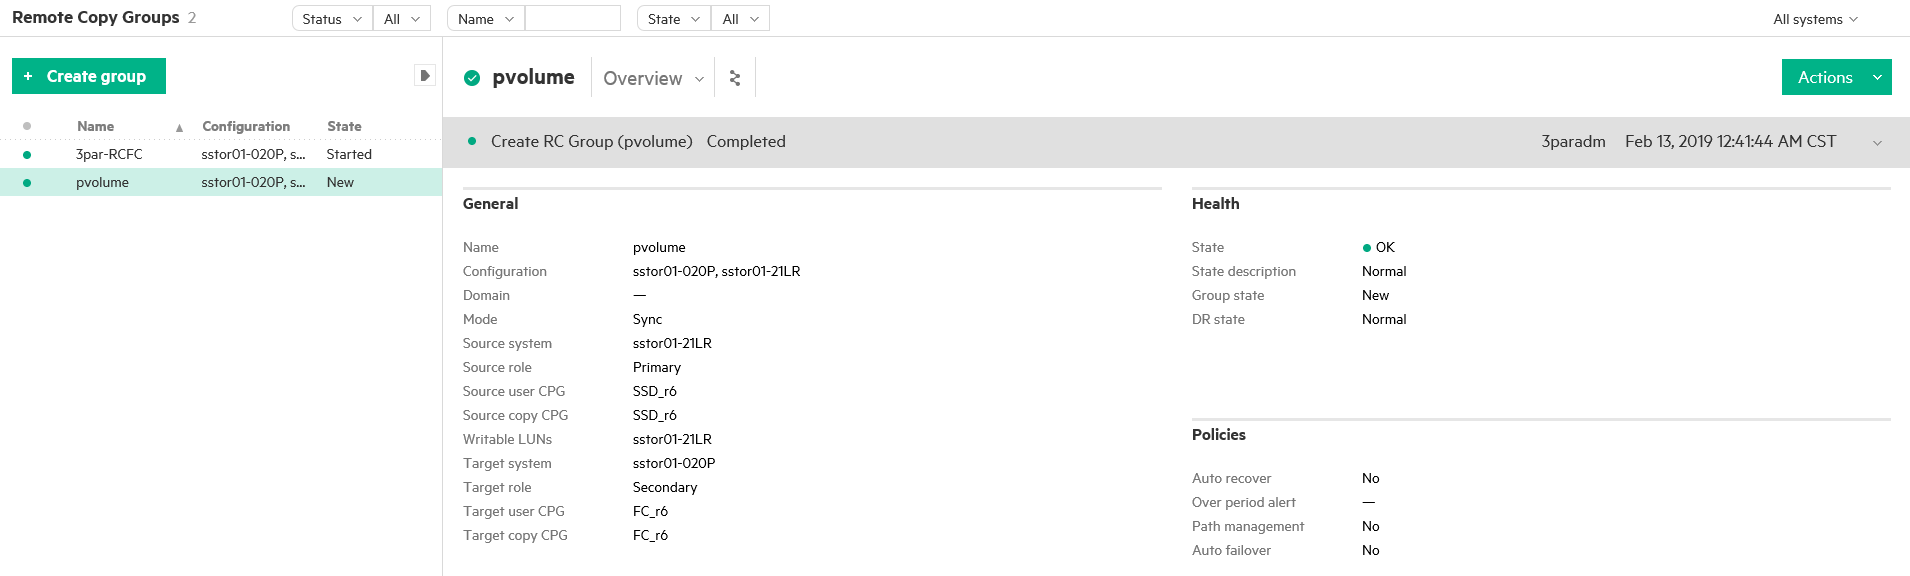 Remote Copy Groups 2 Status All Name State All All systems
+ Create group
Name Configuration State
3par-RCFC sstor01-020P, s... Started
pvolume sstor01-020P, s... New
pvolume Overview Actions
Create RC Group (pvolume) Completed 3paradm Feb 13, 2019 12:41:44 AM CST
General
Name pvolume
Configuration sstor01-020P, sstor01-21LR
Domain —
Mode Sync
Source system sstor01-21LR
Source role Primary
Source user CPG SSD_r6
Source copy CPG SSD_r6
Writable LUNs sstor01-21LR
Target system sstor01-020P
Target role Secondary
Target user CPG FC_r6
Target copy CPG FC_r6
Health
State OK
State description Normal
Group state New
DR state Normal
Policies
Auto recover No
Over period alert —
Path management No
Auto failover No